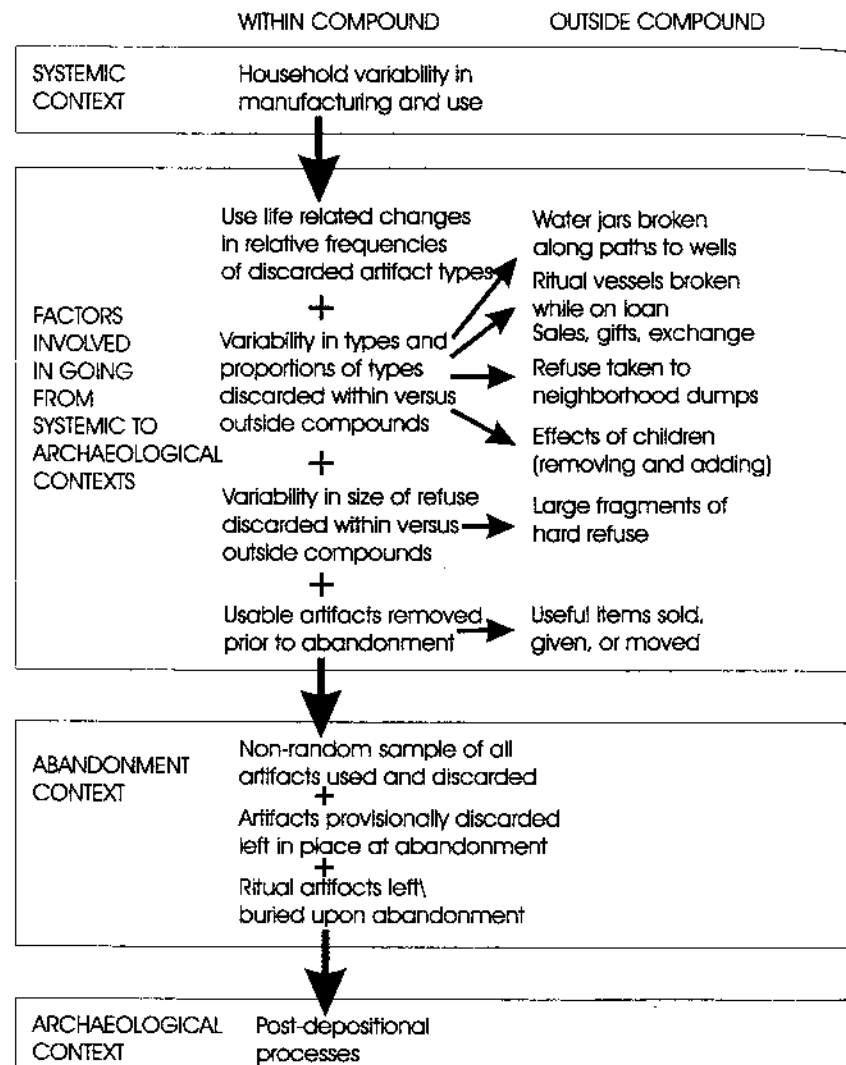 WITHIN COMPOUND
OUTSIDE COMPOUND
SYSTEMIC
CONTEXT
Household variability in
manufacturing and use
FACTORS
INVOLVED
IN GOING
FROM
SYSTEMIC TO
ARCHAEOLOGICAL
CONTEXTS
Use life related changes
in relative frequencies
of discarded artifact types
+
Variability in types and
proportions of types
discarded within versus
outside compounds
+
Variability in size of refuse
discarded within versus
outside compounds
+
Usable artifacts removed
prior to abandonment
Water jars broken
along paths to wells
Ritual vessels broken
while on loan
Sales, gifts, exchange
Refuse taken to
neighborhood dumps
Effects of children
(removing and adding)
Large fragments of
hard refuse
Useful items sold,
given, or moved
ABANDONMENT
CONTEXT
Non-random sample of all
artifacts used and discarded
+
Artifacts provisionally discarded
left in place at abandonment
+
Ritual artifacts left\
buried upon abandonment
ARCHAEOLOGICAL
CONTEXT
Post-depositional
processes